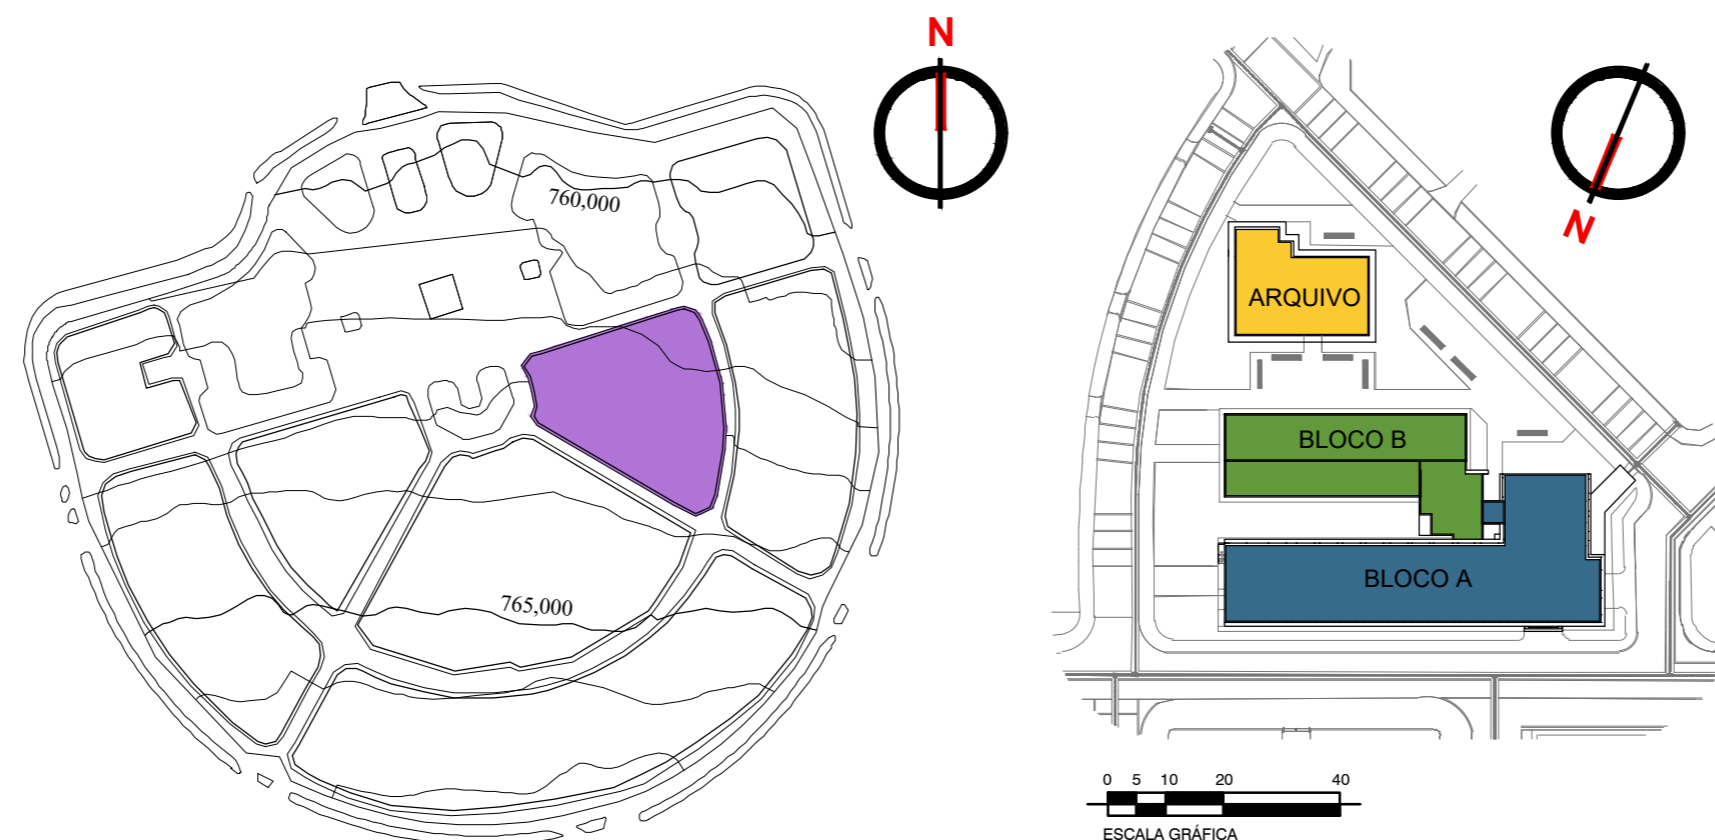 N
760,000
765,000
N
ARQUIVO
BLOCO B
BLOCO A
0 5 10 20 40
ESCALA GRÁFICA